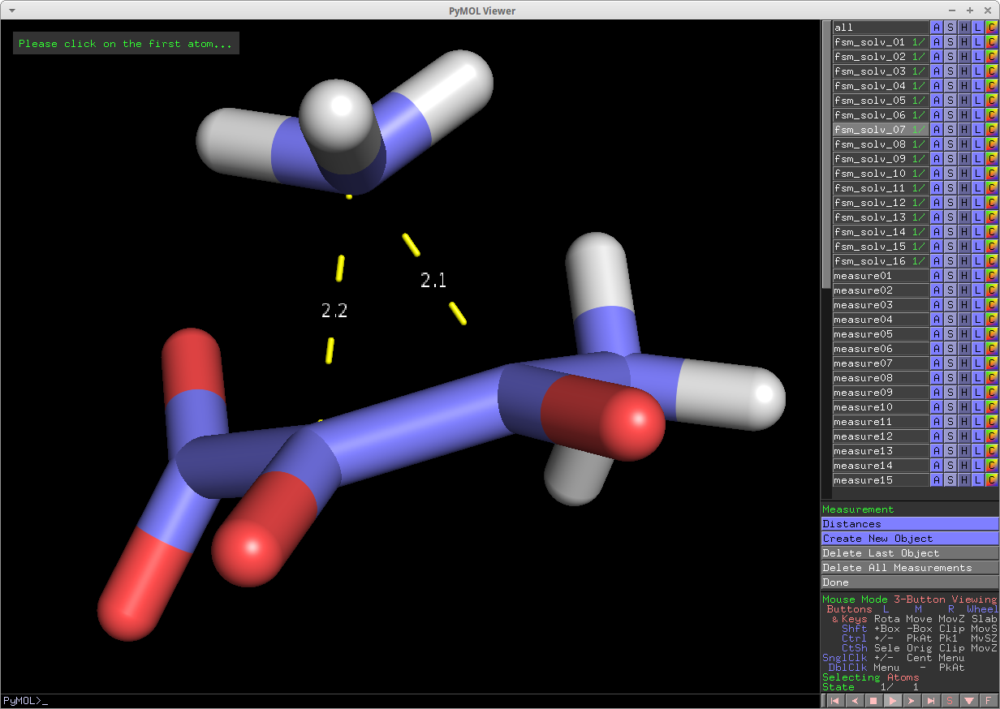 PyMOL Viewer
Please click on the first atom...
2.1
2.2
all A S H L C
fsm_solv_01 1/ A S H L C
fsm_solv_02 1/ A S H L C
fsm_solv_03 1/ A S H L C
fsm_solv_04 1/ A S H L C
fsm_solv_05 1/ A S H L C
fsm_solv_06 1/ A S H L C
fsm_solv_07 1/ A S H L C
fsm_solv_08 1/ A S H L C
fsm_solv_09 1/ A S H L C
fsm_solv_10 1/ A S H L C
fsm_solv_11 1/ A S H L C
fsm_solv_12 1/ A S H L C
fsm_solv_13 1/ A S H L C
fsm_solv_14 1/ A S H L C
fsm_solv_15 1/ A S H L C
fsm_solv_16 1/ A S H L C
measure01 A S H L C
measure02 A S H L C
measure03 A S H L C
measure04 A S H L C
measure05 A S H L C
measure06 A S H L C
measure07 A S H L C
measure08 A S H L C
measure09 A S H L C
measure10 A S H L C
measure11 A S H L C
measure12 A S H L C
measure13 A S H L C
measure14 A S H L C
measure15 A S H L C
Measurement
Distances
Create New Object
Delete Last Object
Delete All Measurements
Done
Mouse Mode 3-Button Viewing
Buttons L M R Wheel
& Keys Rota Move MovZ Slab
Shft +Box -Box Clip MovS
Ctrl +/- PkAt Pk1 MvSZ
CtSh Sele Orig Clip MovZ
SnglClk +/- Cent Menu
DblClk Menu - PkAt
Selecting Atoms
State 1/ 1
PyMOL>_
S F